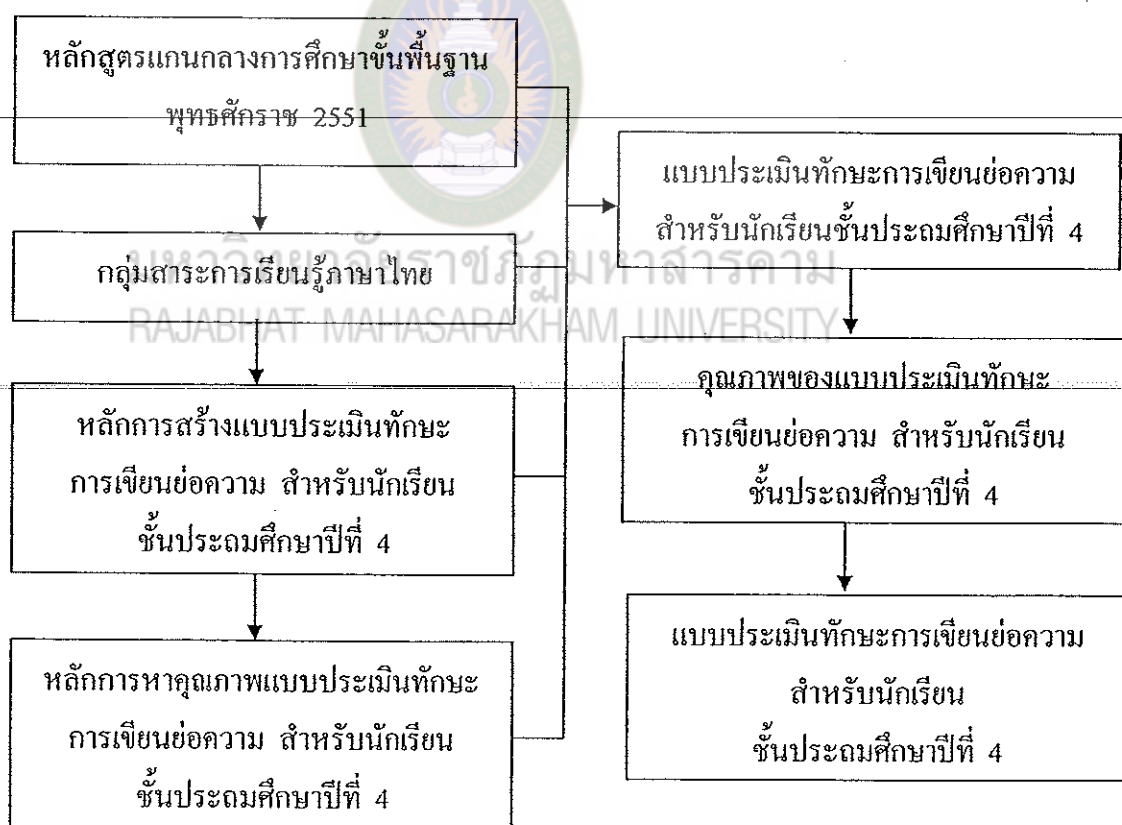 หลักสูตรแกนกลางการศึกษาขั้นพื้นฐาน
พุทธศักราช 2551
กลุ่มสาระการเรียนรู้ภาษาไทย
หลักการสร้างแบบประเมินทักษะ
การเขียนย่อความ สำหรับนักเรียน
ชั้นประถมศึกษาปีที่ 4
หลักการหาคุณภาพแบบประเมินทักษะ
การเขียนย่อความ สำหรับนักเรียน
ชั้นประถมศึกษาปีที่ 4
แบบประเมินทักษะการเขียนย่อความ
สำหรับนักเรียนชั้นประถมศึกษาปีที่ 4
คุณภาพของแบบประเมินทักษะ
การเขียนย่อความ สำหรับนักเรียน
ชั้นประถมศึกษาปีที่ 4
แบบประเมินทักษะการเขียนย่อความ
สำหรับนักเรียน
ชั้นประถมศึกษาปีที่ 4
มหาวิทยาลัยราชภัฏมหาสารคาม
RAJABHAT MAHASARAKHAM UNIVERSITY